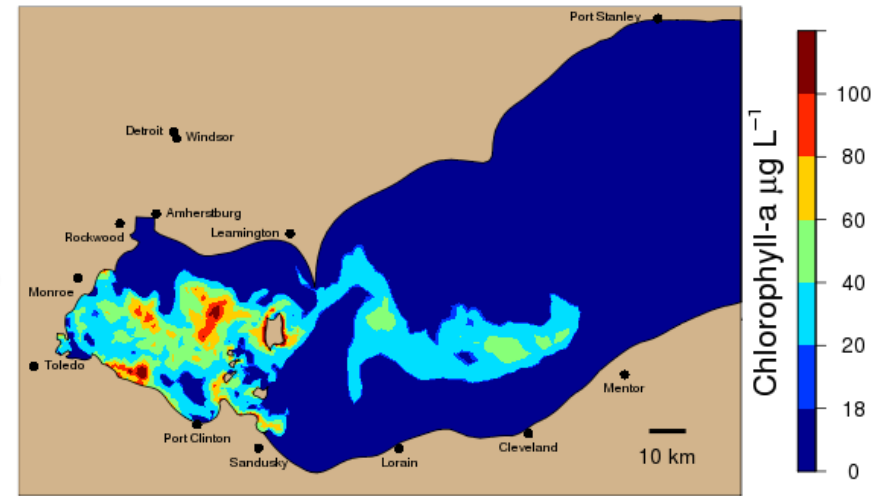 Port Stanley
Detroit
Windsor
Amherstburg
Rockwood
Leamington
Monroe
Toledo
Port Clinton
Sandusky
Lorain
Cleveland
Mentor
10 km
Chlorophyll-a µg L⁻¹
100
80
60
40
20
18
0